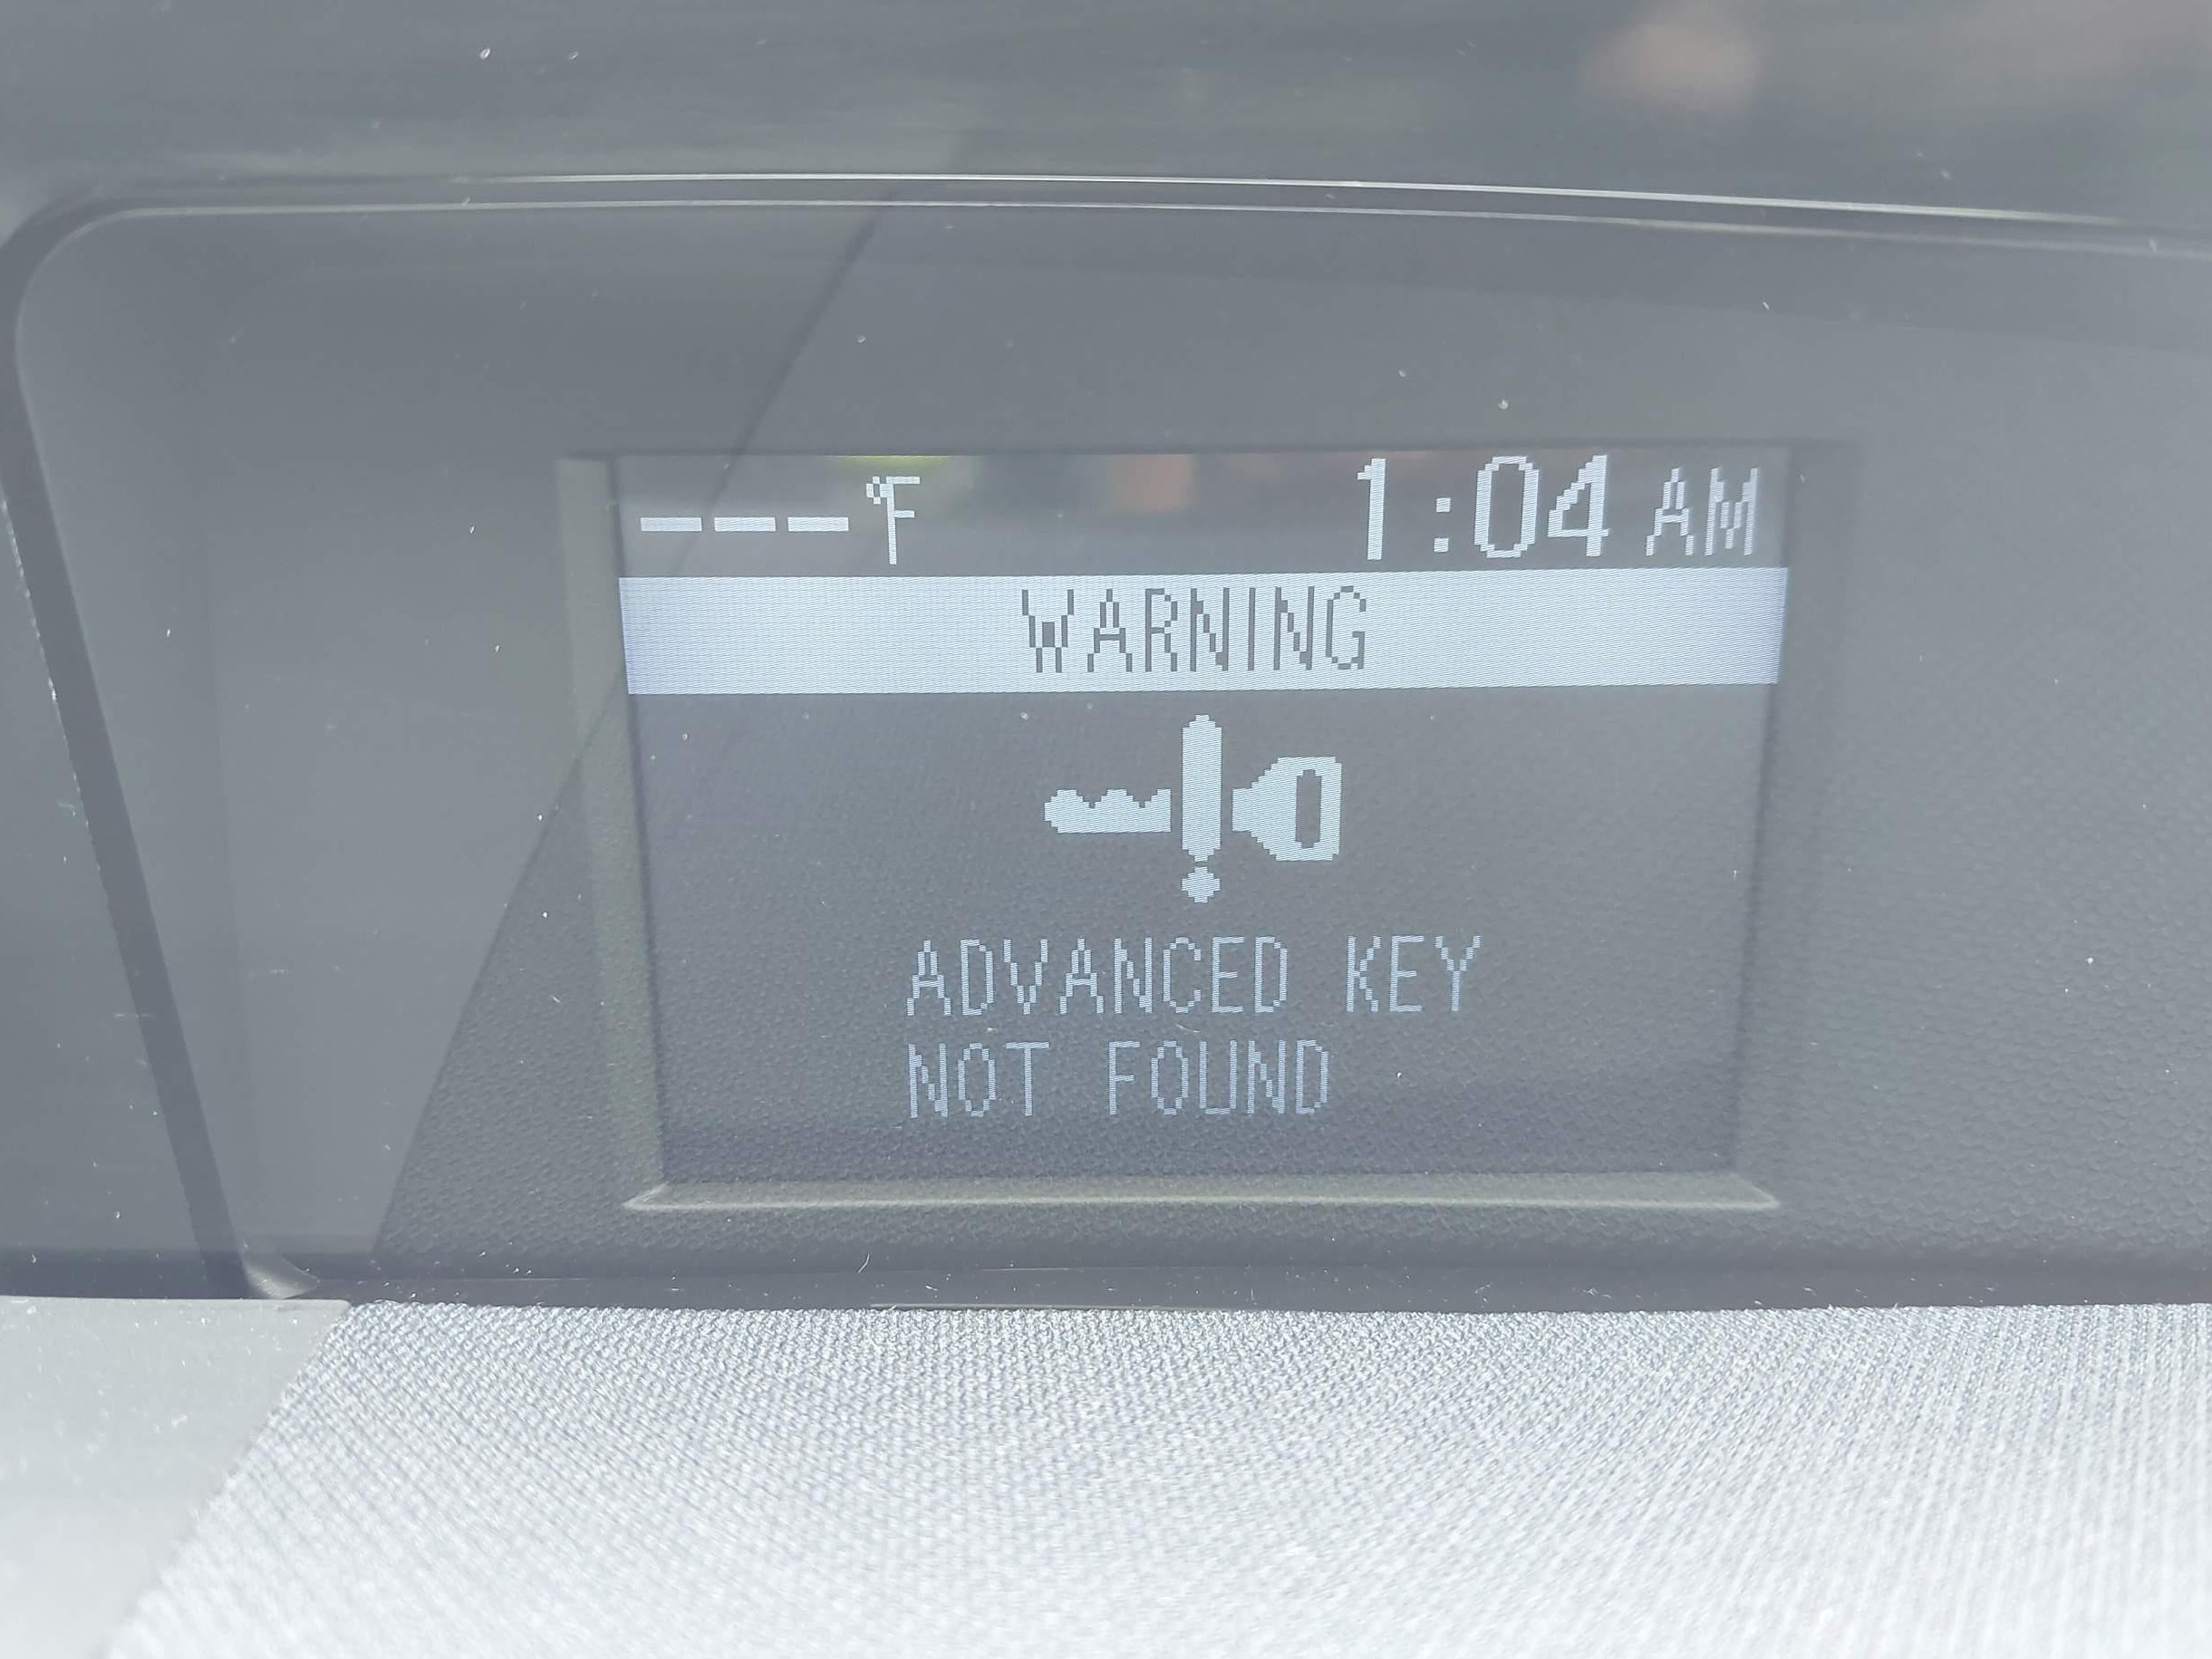 ---°F 1:04 AM
WARNING
ADVANCED KEY
NOT FOUND